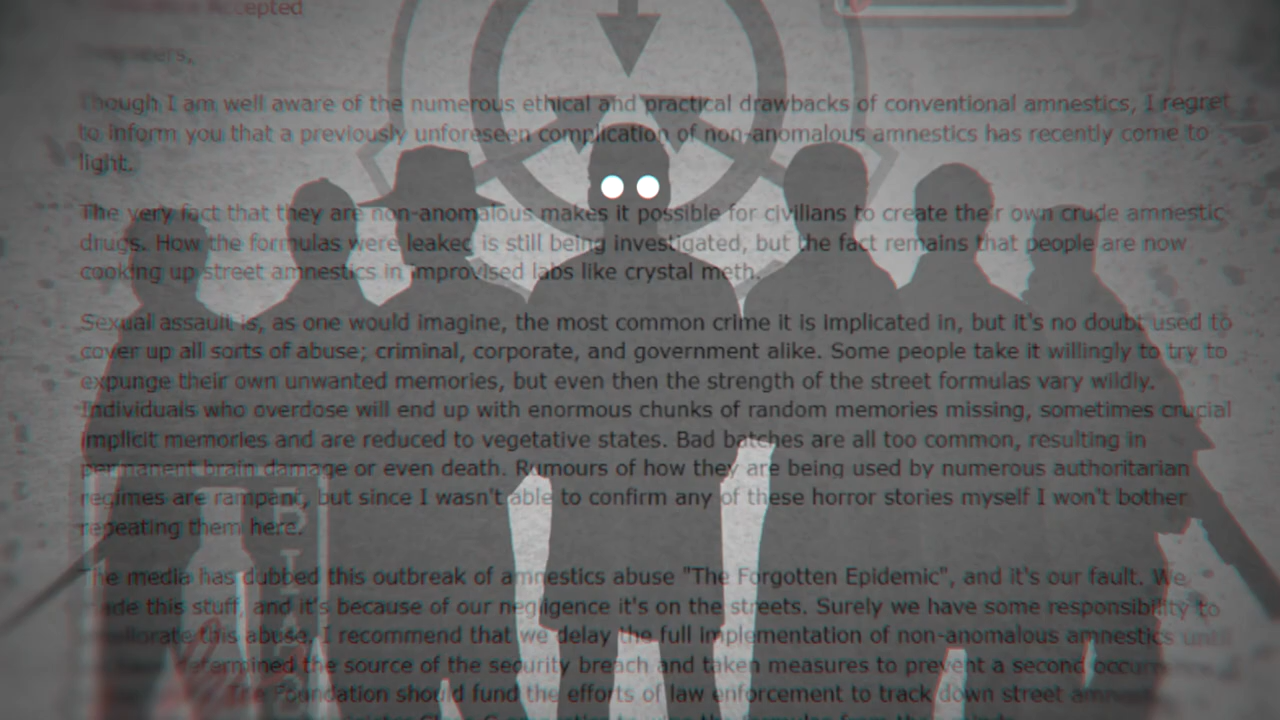 Accepted
Though I am well aware of the numerous ethical and practical drawbacks of conventional amnestics, I regret
to inform you that a previously unforeseen complication of non-anomalous amnestics has recently come to
light.
The very fact that they are non-anomalous makes it possible for civilians to create their own crude amnestic
drugs. How the formulas were leaked is still being investigated, but the fact remains that people are now
cooking up street amnestics in improvised labs like crystal meth.
Sexual assault is, as one would imagine, the most common crime it is implicated in, but it's no doubt used to
cover up all sorts of abuse; criminal, corporate, and government alike. Some people take it willingly to try to
expunge their own unwanted memories, but even then the strength of the street formulas vary wildly.
Individuals who overdose will end up with enormous chunks of random memories missing, sometimes crucial
implicit memories and are reduced to vegetative states. Bad batches are all too common, resulting in
permanent brain damage or even death. Rumours of how they are being used by numerous authoritarian
regimes are rampant, but since I wasn't able to confirm any of these horror stories myself I won't bother
repeating them here.
The media has dubbed this outbreak of amnestics abuse "The Forgotten Epidemic", and it's our fault. We
made this stuff, and it's because of our negligence it's on the streets. Surely we have some responsibility to
ameliorate this abuse. I recommend that we delay the full implementation of non-anomalous amnestics until
determined the source of the security breach and taken measures to prevent a second
The Foundation should fund the efforts of law enforcement to track down street